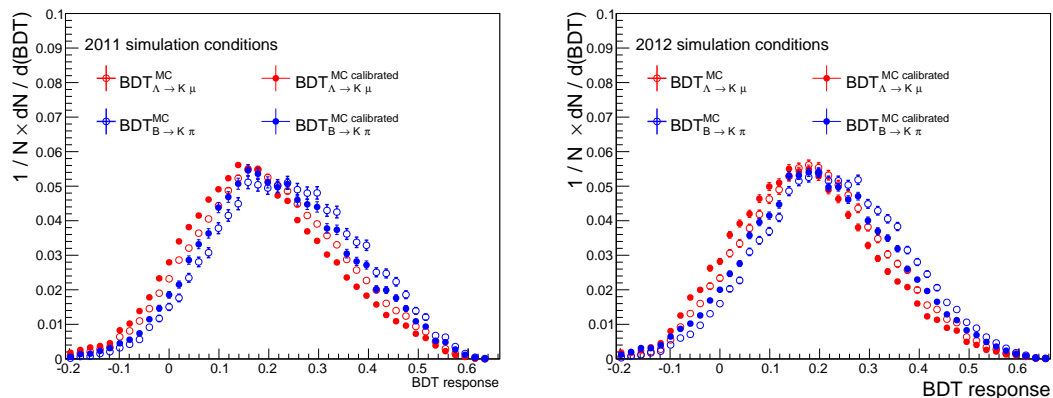 1 / N × dN / d(BDT)
0.1
0.09
0.08
0.07
0.06
0.05
0.04
0.03
0.02
0.01
0
2011 simulation conditions
BDT^MC_Λ → K μ
BDT^MC calibrated_Λ → K μ
BDT^MC_B → K π
BDT^MC calibrated_B → K π
-0.2 -0.1 0 0.1 0.2 0.3 0.4 0.5 0.6
BDT response
1 / N × dN / d(BDT)
0.1
0.09
0.08
0.07
0.06
0.05
0.04
0.03
0.02
0.01
0
2012 simulation conditions
BDT^MC_Λ → K μ
BDT^MC calibrated_Λ → K μ
BDT^MC_B → K π
BDT^MC calibrated_B → K π
-0.2 -0.1 0 0.1 0.2 0.3 0.4 0.5 0.6
BDT response